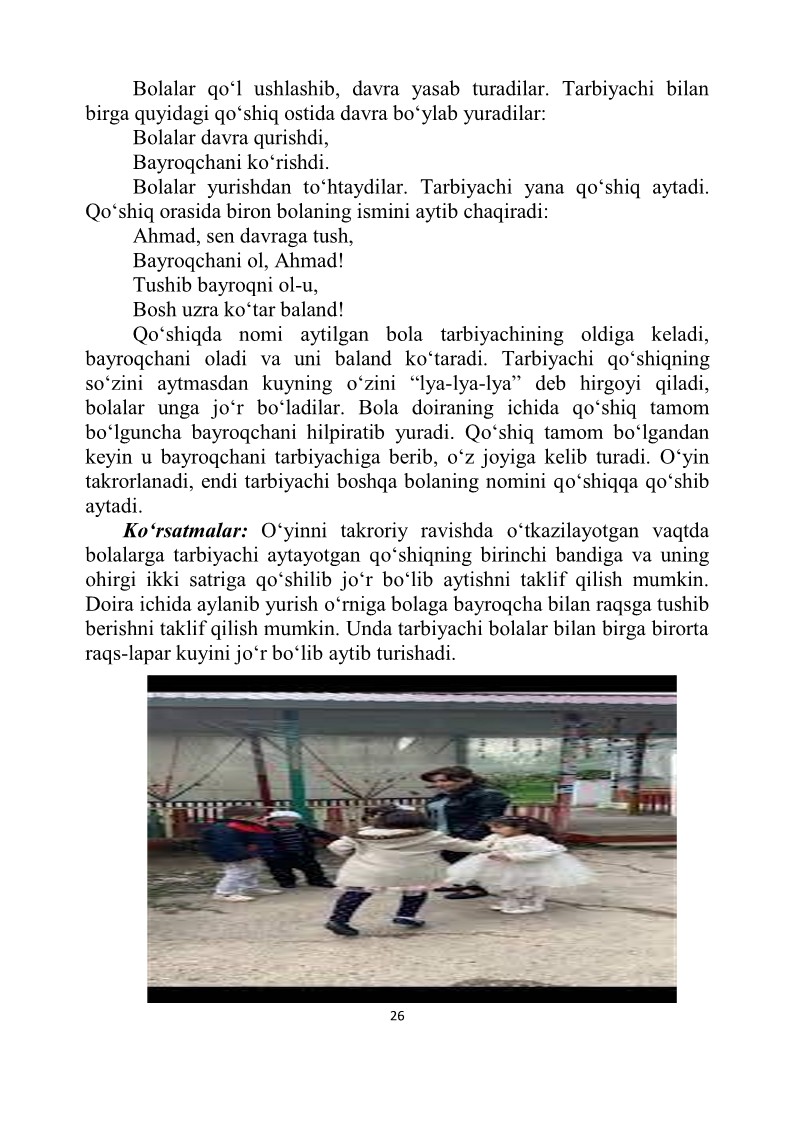 Bolalar qo‘l ushlashib, davra yasab turadilar. Tarbiyachi bilan
birga quyidagi qo‘shiq ostida davra bo‘ylab yuradilar:
Bolalar davra qurishdi,
Bayroqchani ko‘rishdi.
Bolalar yurishdan to‘htaydilar. Tarbiyachi yana qo‘shiq aytadi.
Qo‘shiq orasida biron bolaning ismini aytib chaqiradi:
Ahmad, sen davraga tush,
Bayroqchani ol, Ahmad!
Tushib bayroqni ol-u,
Bosh uzra ko‘tar baland!
Qo‘shiqda nomi aytilgan bola tarbiyachining oldiga keladi,
bayroqchani oladi va uni baland ko‘taradi. Tarbiyachi qo‘shiqning
so‘zini aytmasdan kuyning o‘zini “lya-lya-lya” deb hirgoyi qiladi,
bolalar unga jo‘r bo‘ladilar. Bola doiraning ichida qo‘shiq tamom
bo‘lguncha bayroqchani hilpiratib yuradi. Qo‘shiq tamom bo‘lgandan
keyin u bayroqchani tarbiyachiga berib, o‘z joyiga kelib turadi. O‘yin
takrorlanadi, endi tarbiyachi boshqa bolaning nomini qo‘shiqqa qo‘shib
aytadi.
Ko‘rsatmalar: O‘yinni takroriy ravishda o‘tkazilayotgan vaqtda
bolalarga tarbiyachi aytayotgan qo‘shiqning birinchi bandiga va uning
ohirgi ikki satriga qo‘shilib jo‘r bo‘lib aytishni taklif qilish mumkin.
Doira ichida aylanib yurish o‘rniga bolaga bayroqcha bilan raqsga tushib
berishni taklif qilish mumkin. Unda tarbiyachi bolalar bilan birga birorta
raqs-lapar kuyini jo‘r bo‘lib aytib turishadi.
26